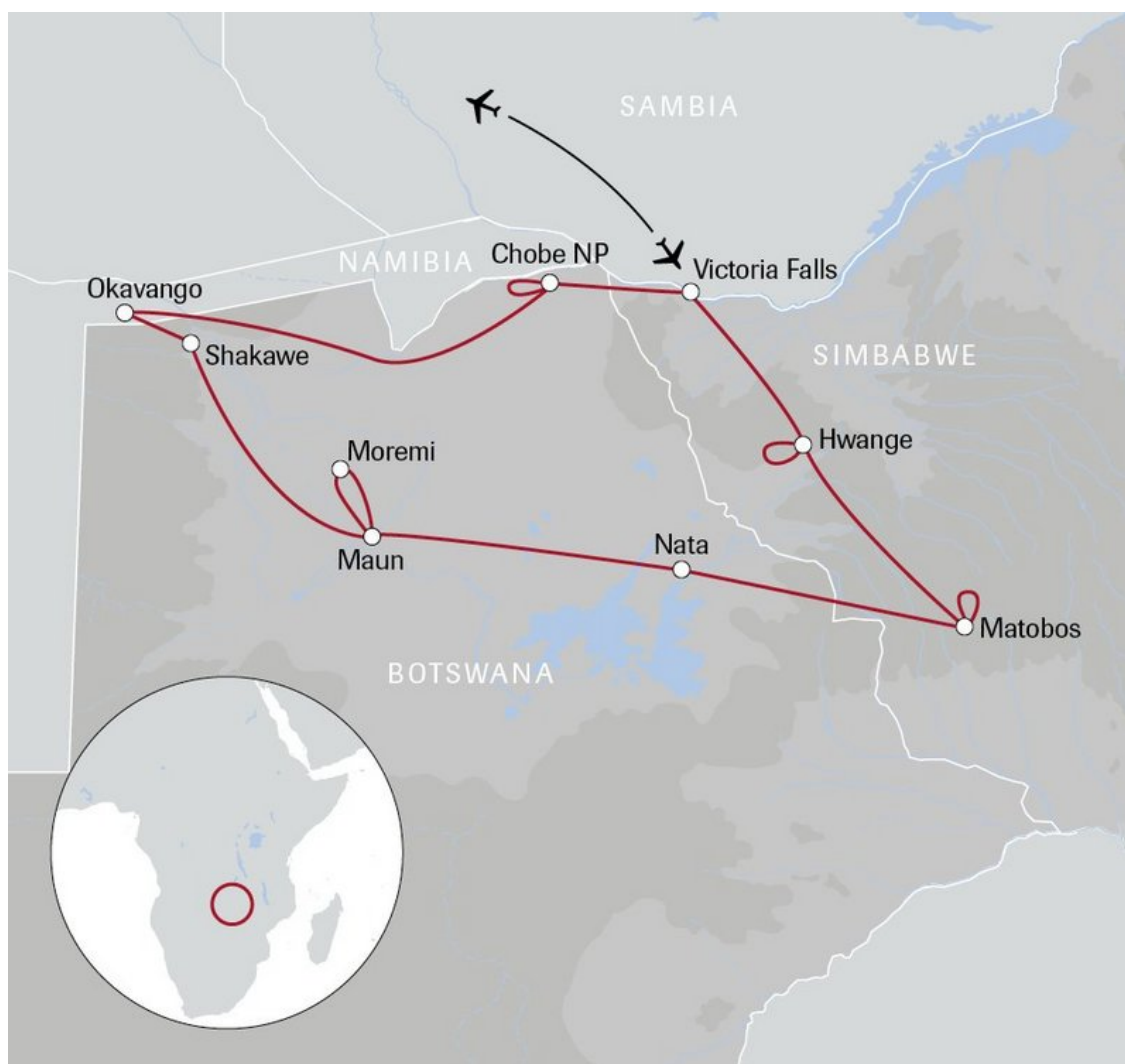 SAMBIA
Chobe NP
NAMIBIA
Victoria Falls
Okavango
Shakawe
SIMBABWE
Moremi
Hwange
Maun
Nata
Matobos
BOTSWANA